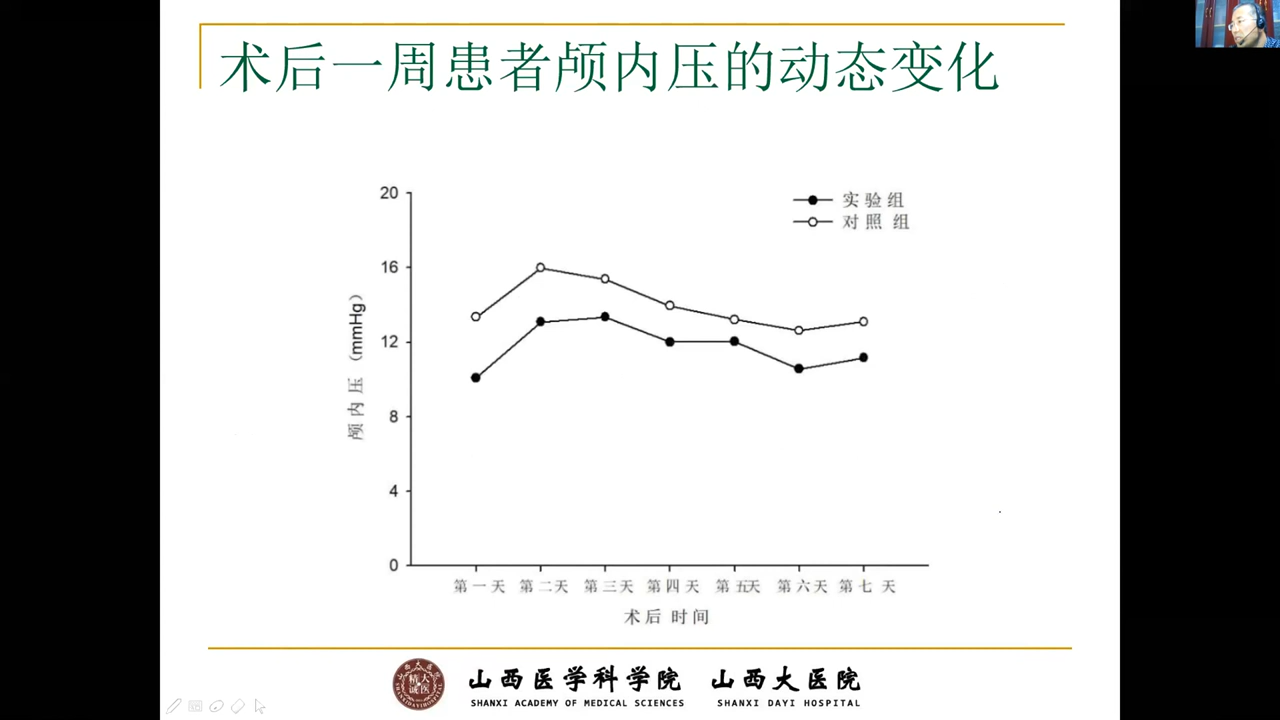 术后一周患者颅内压的动态变化
实验组
对照组
20
16
12
8
4
0
颅内压 (mmHg)
第一天 第二天 第三天 第四天 第五天 第六天 第七天
术后时间
山西医学科学院 山西大医院
SHANXI ACADEMY OF MEDICAL SCIENCES SHANXI DAYI HOSPITAL